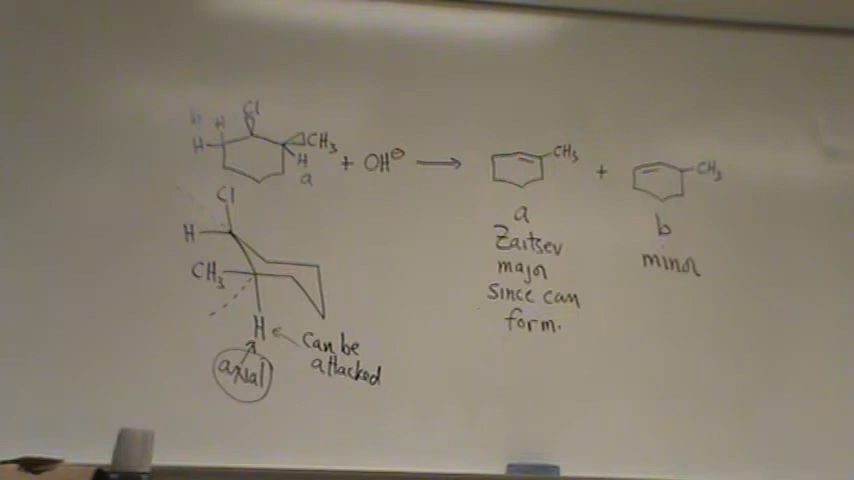 Cl
H H
H
CH₃
H
a
+ OH⊖ →
CH₃
+
CH₃
a
Zaitsev
major
since can
form.
b
minor
Cl
H
CH₃
H ← can be
attacked
axial